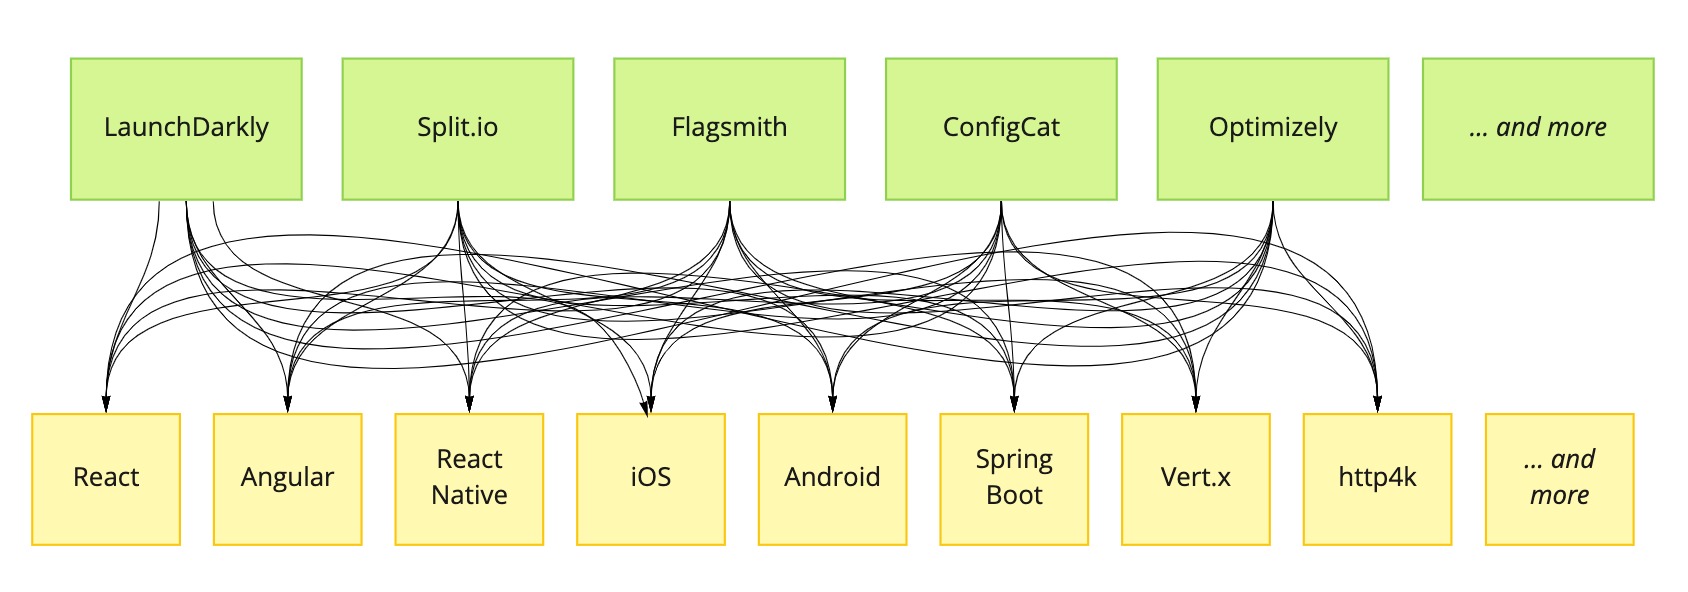 LaunchDarkly
Split.io
Flagsmith
ConfigCat
Optimizely
... and more
React
Angular
React
Native
iOS
Android
Spring
Boot
Vert.x
http4k
... and
more